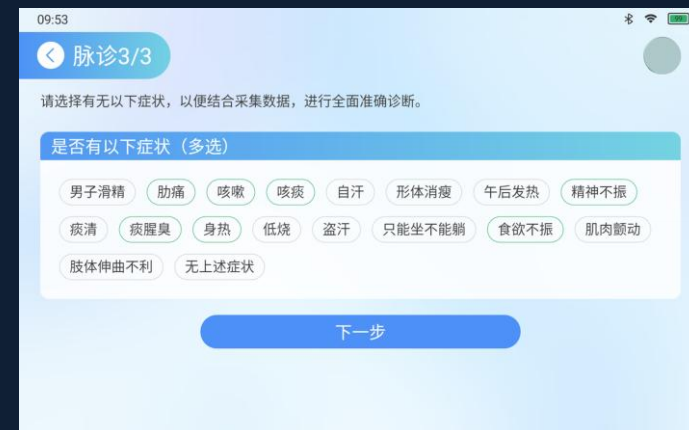 09:53
99
脉诊3/3
请选择有无以下症状，以便结合采集数据，进行全面准确诊断。
是否有以下症状（多选）
男子滑精 肋痛 咳嗽 咳痰 自汗 形体消瘦 午后发热 精神不振
痰清 痰腥臭 身热 低烧 盗汗 只能坐不能躺 食欲不振 肌肉颤动
肢体伸曲不利 无上述症状
下一步